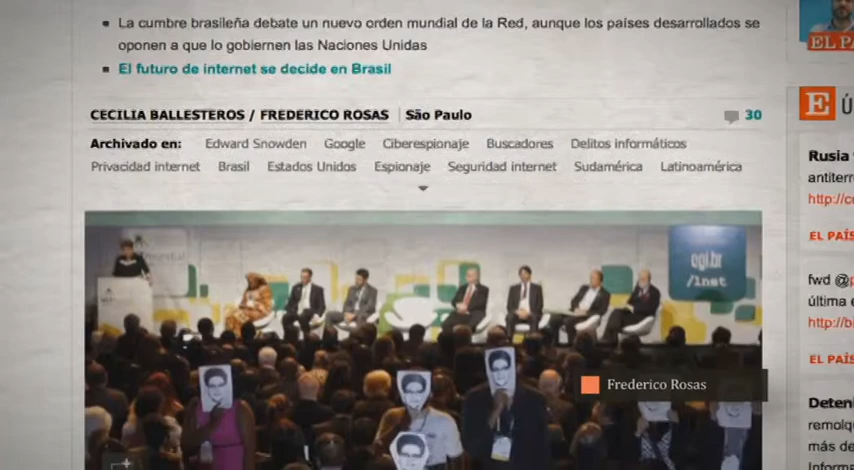 La cumbre brasileña debate un nuevo orden mundial de la Red, aunque los países desarrollados se
oponen a que lo gobiernen las Naciones Unidas
El futuro de internet se decide en Brasil
CECILIA BALLESTEROS / FREDERICO ROSAS | São Paulo
30
Archivado en: Edward Snowden Google Ciberespionaje Buscadores Delitos informáticos
Privacidad internet Brasil Estados Unidos Espionaje Seguridad internet Sudamérica Latinoamérica
cgi.br
/1net
Frederico Rosas
EL PA
E Ú
Rusia
antiterr
http://c
EL PAÍS
fwd @
última e
http://b
EL PAÍS
Deten
remolq
más de
Inform